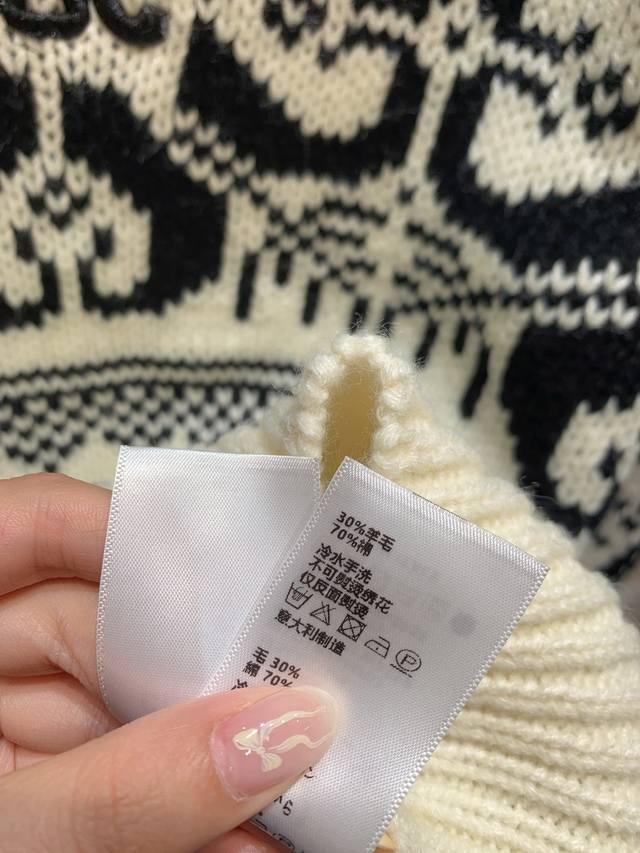 30%羊毛
70%棉
冷水手洗
不可熨烫绣花
仅反面熨烫
P
意大利制造
毛 30%
綿 70%